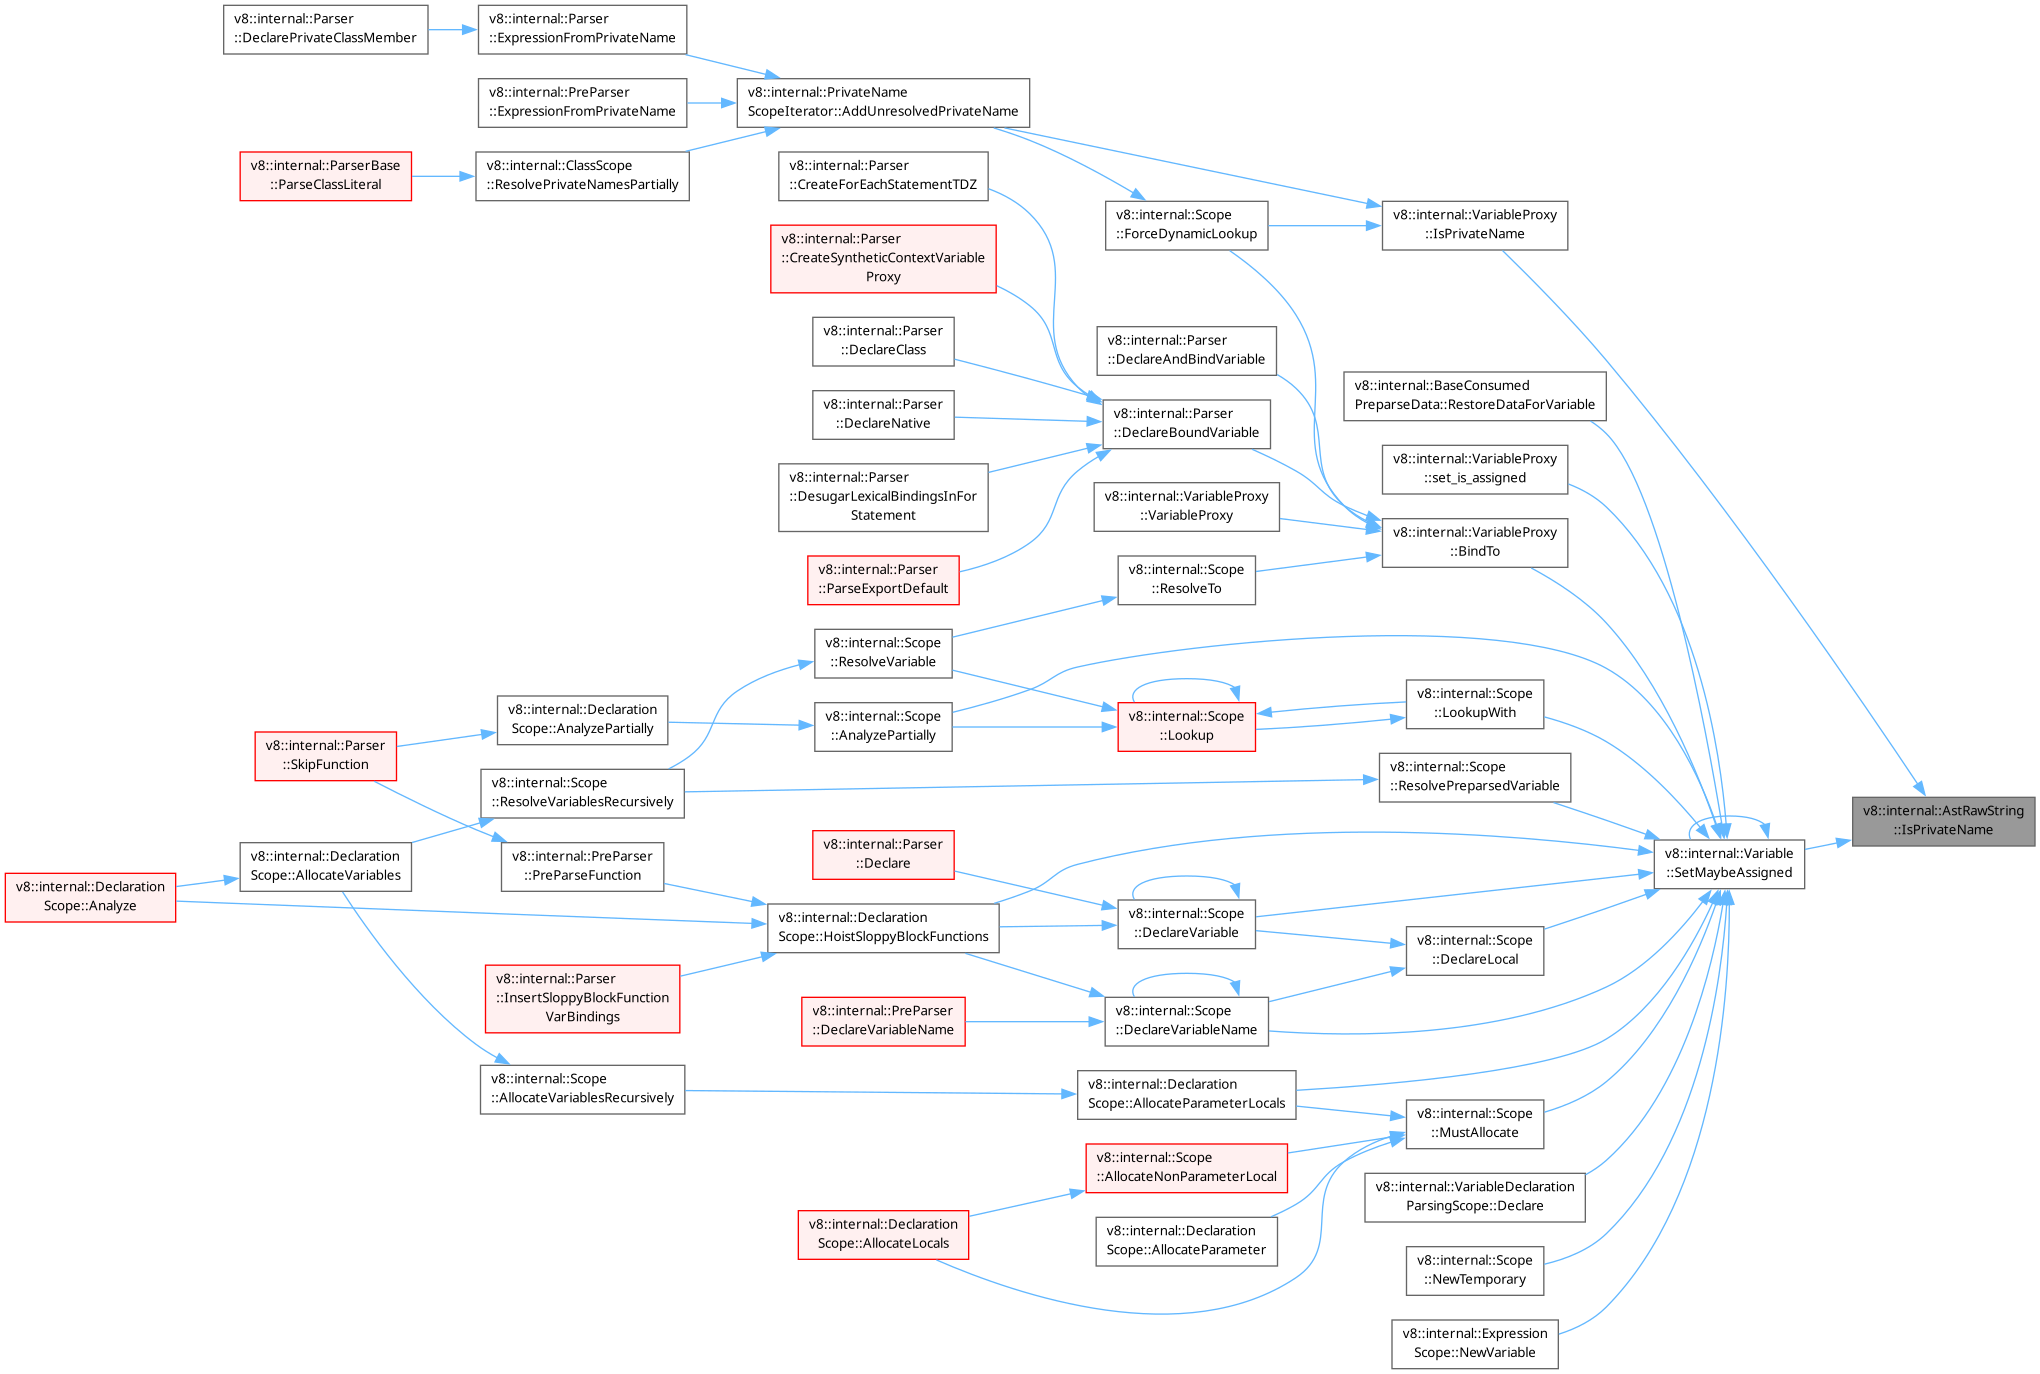 v8::internal::Parser
::DeclarePrivateClassMember
v8::internal::Parser
::ExpressionFromPrivateName
v8::internal::PreParser
::ExpressionFromPrivateName
v8::internal::PrivateName
ScopeIterator::AddUnresolvedPrivateName
v8::internal::ParserBase
::ParseClassLiteral
v8::internal::ClassScope
::ResolvePrivateNamesPartially
v8::internal::Parser
::CreateForEachStatementTDZ
v8::internal::Scope
::ForceDynamicLookup
v8::internal::VariableProxy
::IsPrivateName
v8::internal::Parser
::CreateSyntheticContextVariable
Proxy
v8::internal::Parser
::DeclareClass
v8::internal::Parser
::DeclareAndBindVariable
v8::internal::BaseConsumed
PreparseData::RestoreDataForVariable
v8::internal::Parser
::DeclareNative
v8::internal::Parser
::DeclareBoundVariable
v8::internal::VariableProxy
::set_is_assigned
v8::internal::Parser
::DesugarLexicalBindingsInFor
Statement
v8::internal::VariableProxy
::VariableProxy
v8::internal::VariableProxy
::BindTo
v8::internal::Parser
::ParseExportDefault
v8::internal::Scope
::ResolveTo
v8::internal::Scope
::ResolveVariable
v8::internal::Declaration
Scope::AnalyzePartially
v8::internal::Scope
::AnalyzePartially
v8::internal::Scope
::Lookup
v8::internal::Scope
::LookupWith
v8::internal::Parser
::SkipFunction
v8::internal::Scope
::ResolveVariablesRecursively
v8::internal::Scope
::ResolvePreparsedVariable
v8::internal::AstRawString
::IsPrivateName
v8::internal::Declaration
Scope::AllocateVariables
v8::internal::PreParser
::PreParseFunction
v8::internal::Parser
::Declare
v8::internal::Variable
::SetMaybeAssigned
v8::internal::Declaration
Scope::Analyze
v8::internal::Declaration
Scope::HoistSloppyBlockFunctions
v8::internal::Scope
::DeclareVariable
v8::internal::Scope
::DeclareLocal
v8::internal::Parser
::InsertSloppyBlockFunction
VarBindings
v8::internal::PreParser
::DeclareVariableName
v8::internal::Scope
::DeclareVariableName
v8::internal::Scope
::AllocateVariablesRecursively
v8::internal::Declaration
Scope::AllocateParameterLocals
v8::internal::Scope
::MustAllocate
v8::internal::Scope
::AllocateNonParameterLocal
v8::internal::VariableDeclaration
ParsingScope::Declare
v8::internal::Declaration
Scope::AllocateLocals
v8::internal::Declaration
Scope::AllocateParameter
v8::internal::Scope
::NewTemporary
v8::internal::Expression
Scope::NewVariable